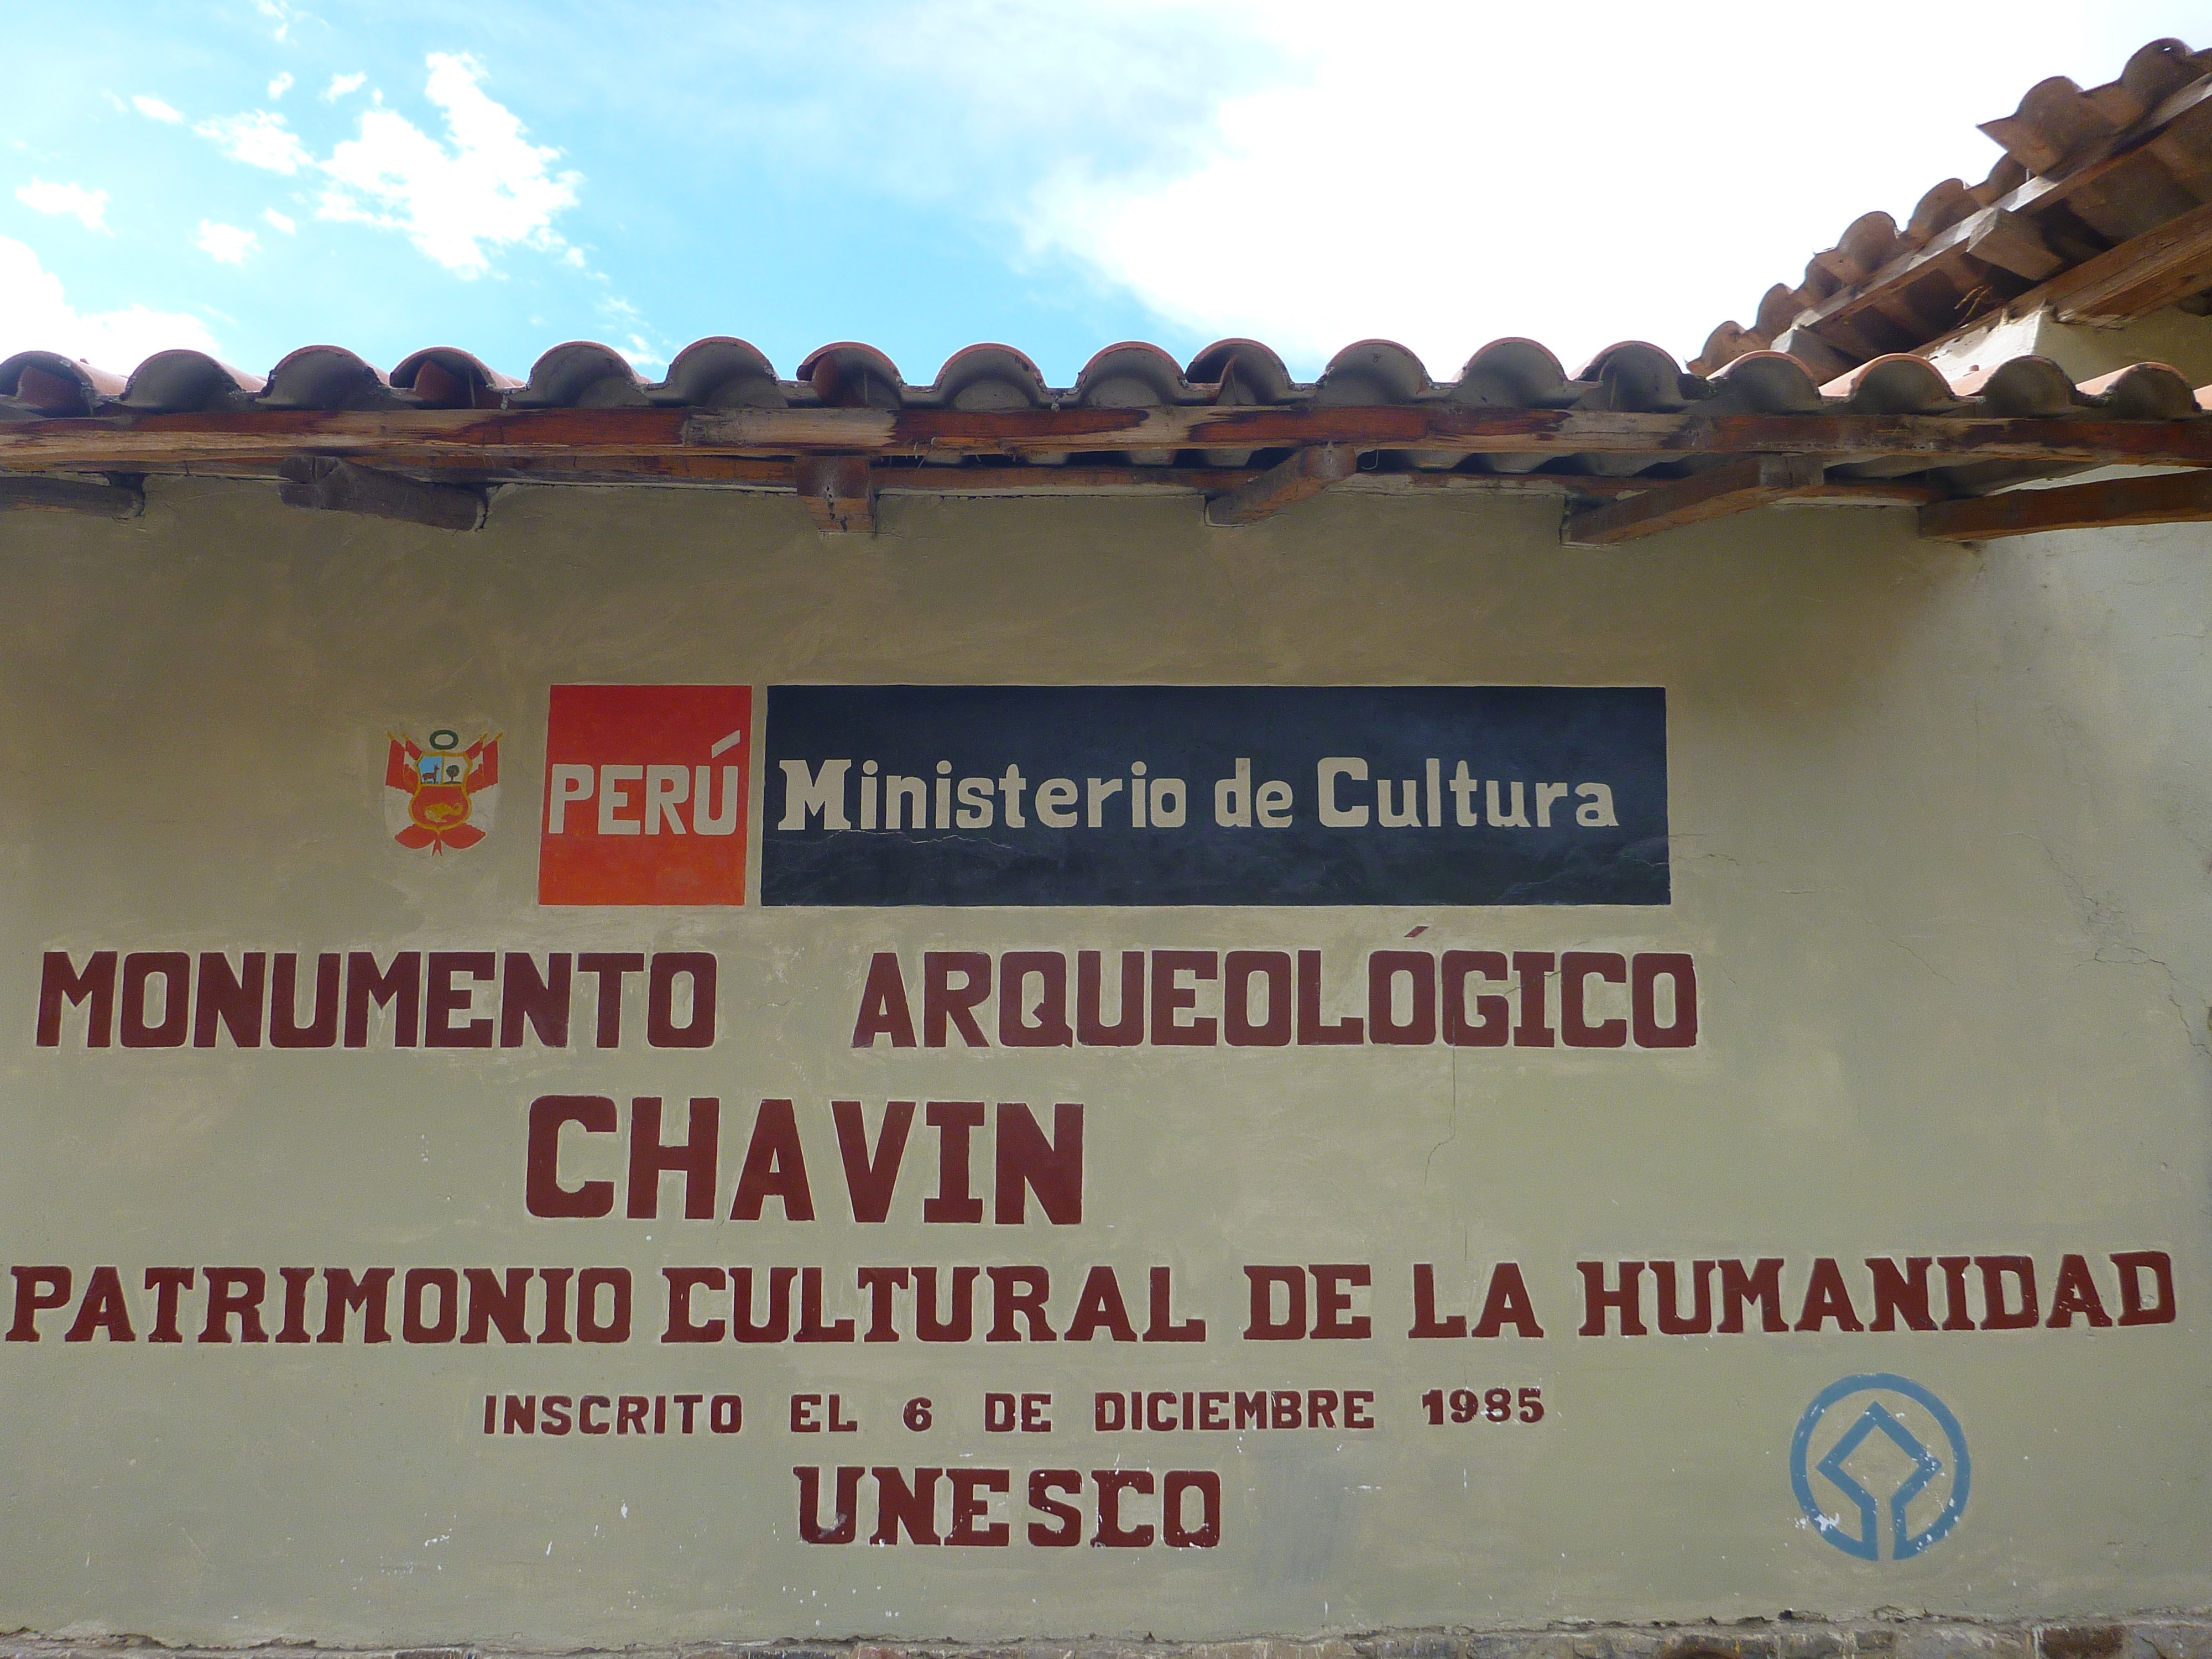 PERÚ Ministerio de Cultura
MONUMENTO ARQUEOLÓGICO
CHAVIN
PATRIMONIO CULTURAL DE LA HUMANIDAD
INSCRITO EL 6 DE DICIEMBRE 1985
UNESCO